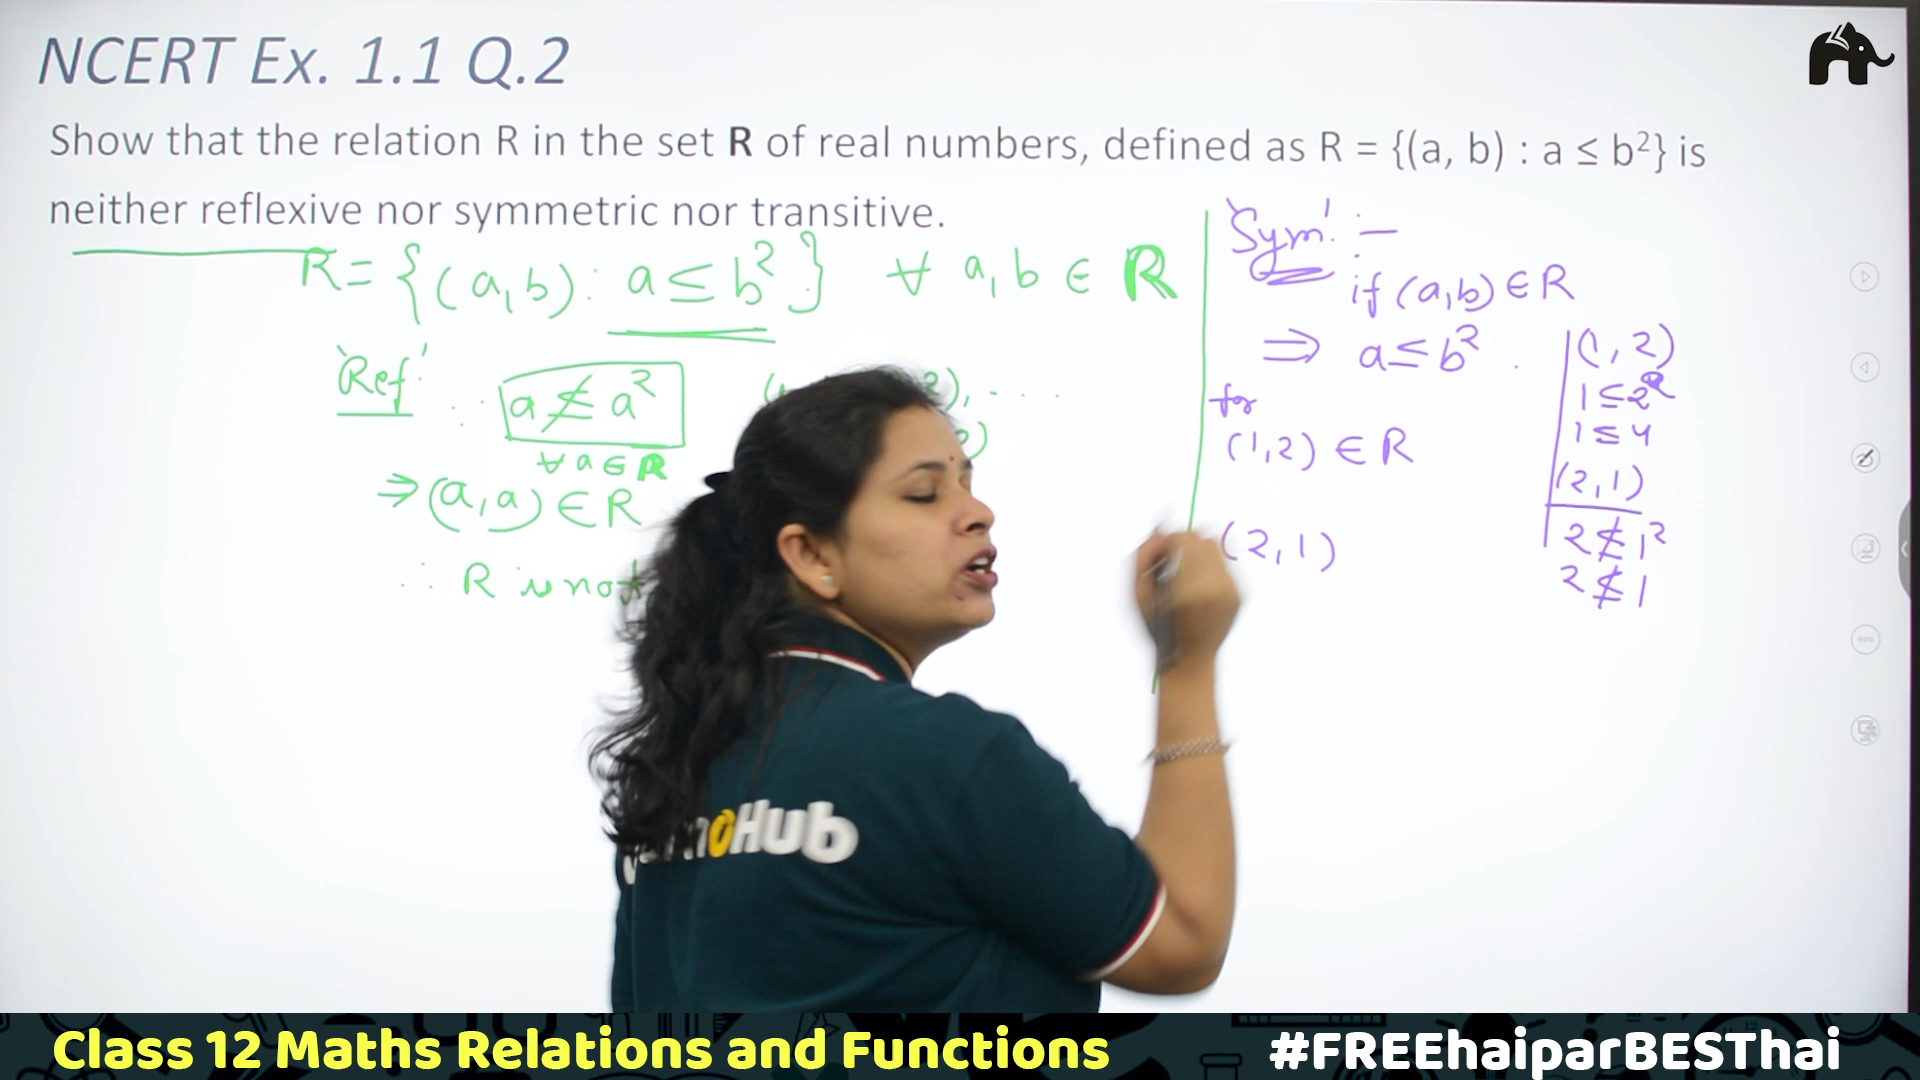 NCERT Ex. 1.1 Q.2
Show that the relation R in the set R of real numbers, defined as R = {(a, b) : a ≤ b²} is
neither reflexive nor symmetric nor transitive.
R = {(a,b) : a ≤ b²} ∀ a, b ∈ R
'Ref'
∴ a ≰ a²
∀ a ∈ R
⇒ (a, a) ∈ R
∴ R is not
'Sym' :-
if (a,b) ∈ R
⇒ a ≤ b²
for
(1,2) ∈ R
(2,1)
(1, 2)
1 ≤ 2²
1 ≤ 4
(2,1)
2 ≰ 1²
2 ≰ 1
noHub
Class 12 Maths Relations and Functions
#FREEhaiparBESThai